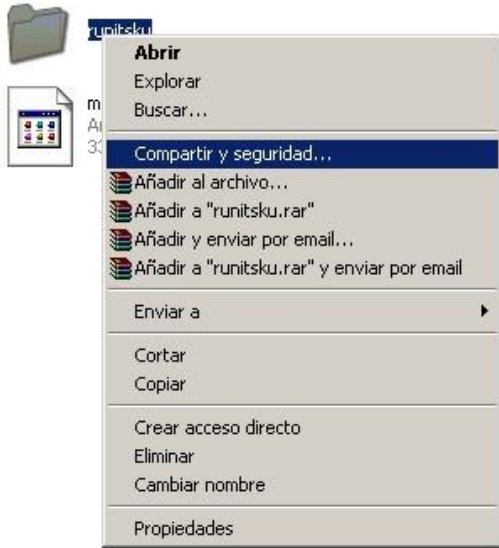 runitsku
Abrir
Explorar
Buscar...
Compartir y seguridad...
Añadir al archivo...
Añadir a "runitsku.rar"
Añadir y enviar por email...
Añadir a "runitsku.rar" y enviar por email
Enviar a
Cortar
Copiar
Crear acceso directo
Eliminar
Cambiar nombre
Propiedades